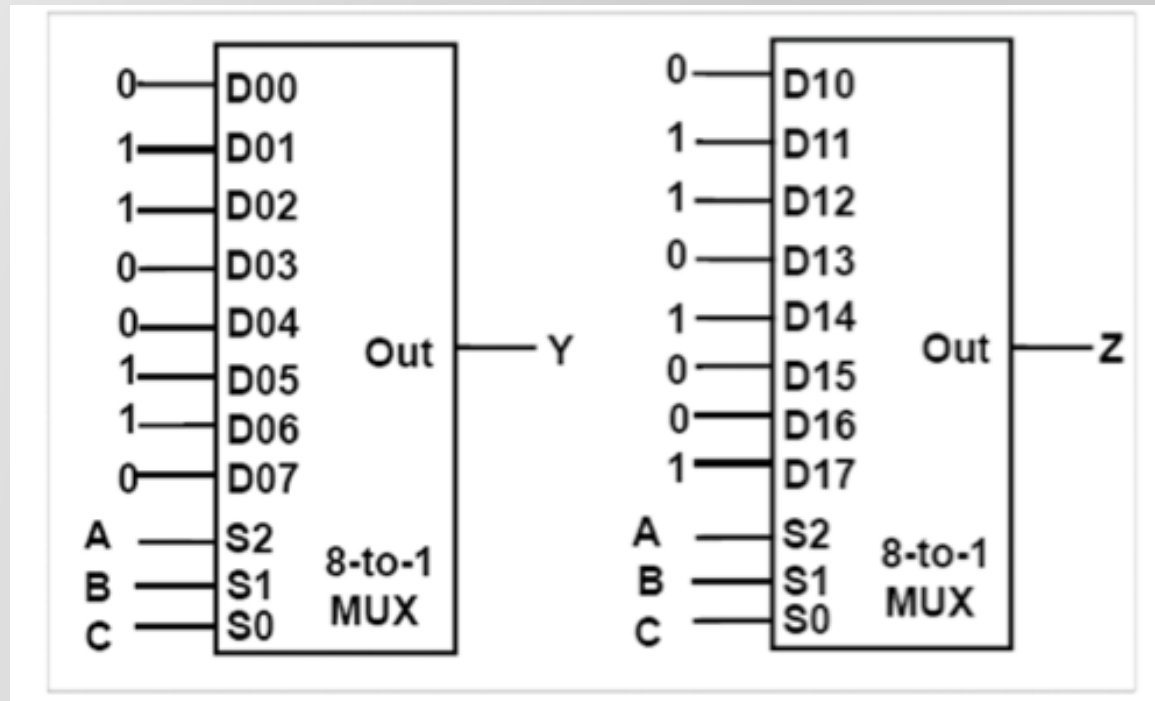 0 D00
1 D01
1 D02
0 D03
0 D04
1 D05
1 D06
0 D07
A S2
B S1
C S0
Out Y
8-to-1
MUX
0 D10
1 D11
1 D12
0 D13
1 D14
0 D15
0 D16
1 D17
A S2
B S1
C S0
Out Z
8-to-1
MUX